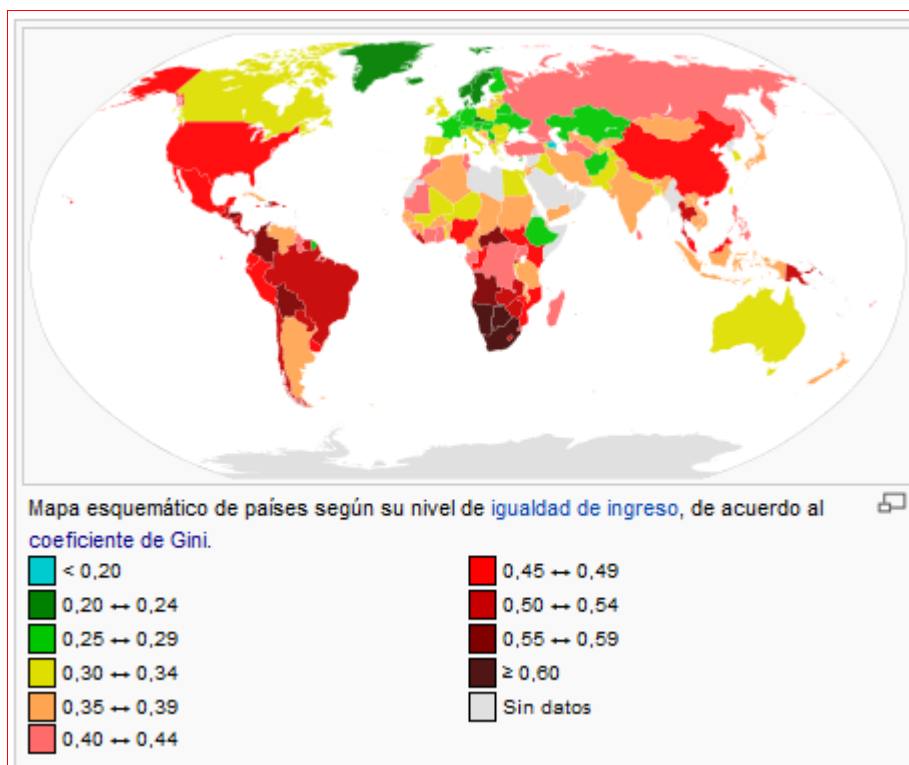 Mapa esquemático de países según su nivel de igualdad de ingreso, de acuerdo al
coeficiente de Gini.
< 0,20
0,20 ↔ 0,24
0,25 ↔ 0,29
0,30 ↔ 0,34
0,35 ↔ 0,39
0,40 ↔ 0,44
0,45 ↔ 0,49
0,50 ↔ 0,54
0,55 ↔ 0,59
≥ 0,60
Sin datos